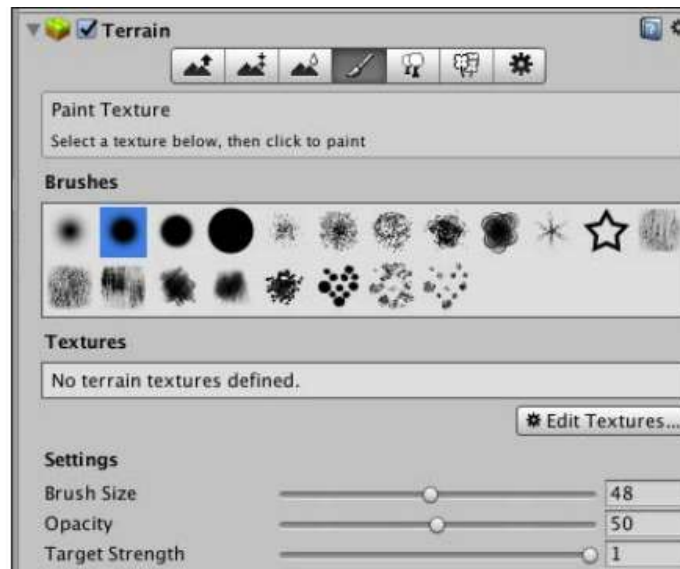 Terrain
Paint Texture
Select a texture below, then click to paint
Brushes
Textures
No terrain textures defined.
Edit Textures...
Settings
Brush Size 48
Opacity 50
Target Strength 1